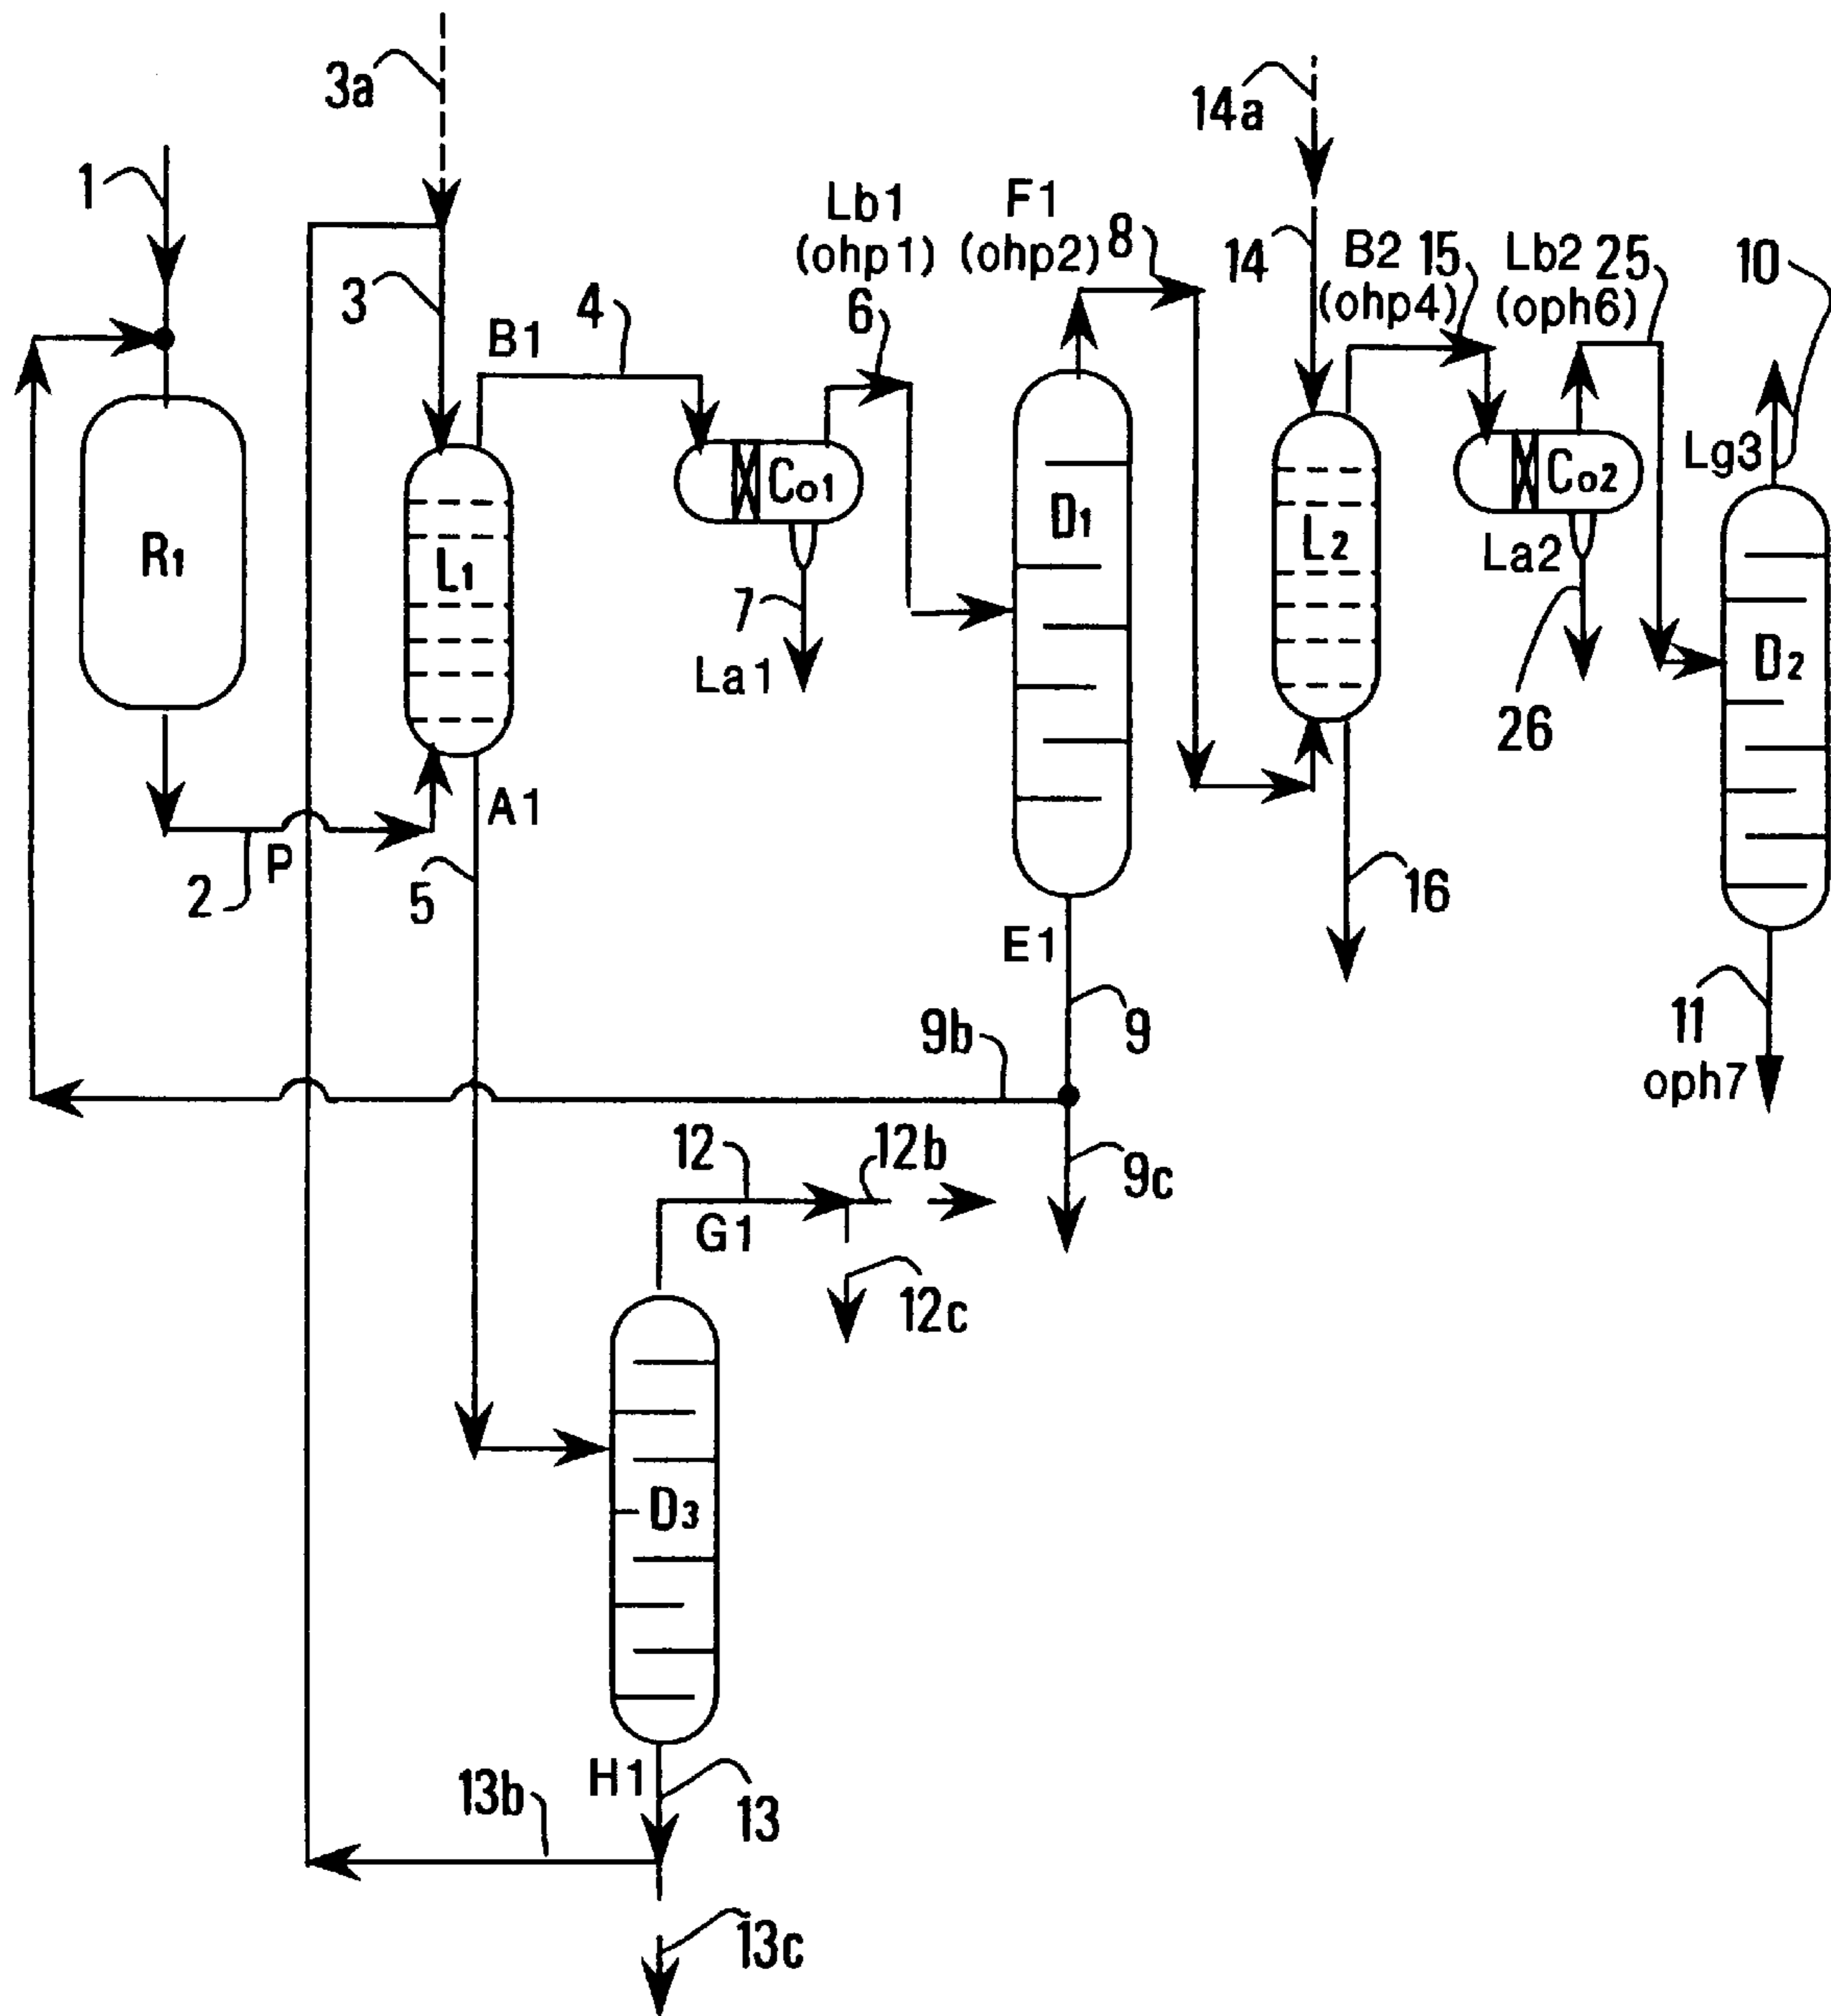 3a
14a
1
Lb1
F1
(ohp1)
(ohp2)
8
14
B2
15
Lb2
25
10
(ohp4)
(oph6)
3
B1
4
6
Lg3
R1
L1
Co1
D1
L2
Co2
La2
D2
7
La1
26
A1
P
2
5
16
E1
9b
9
11
oph7
12
12b
9c
G1
12c
D3
H1
13b
13
13c